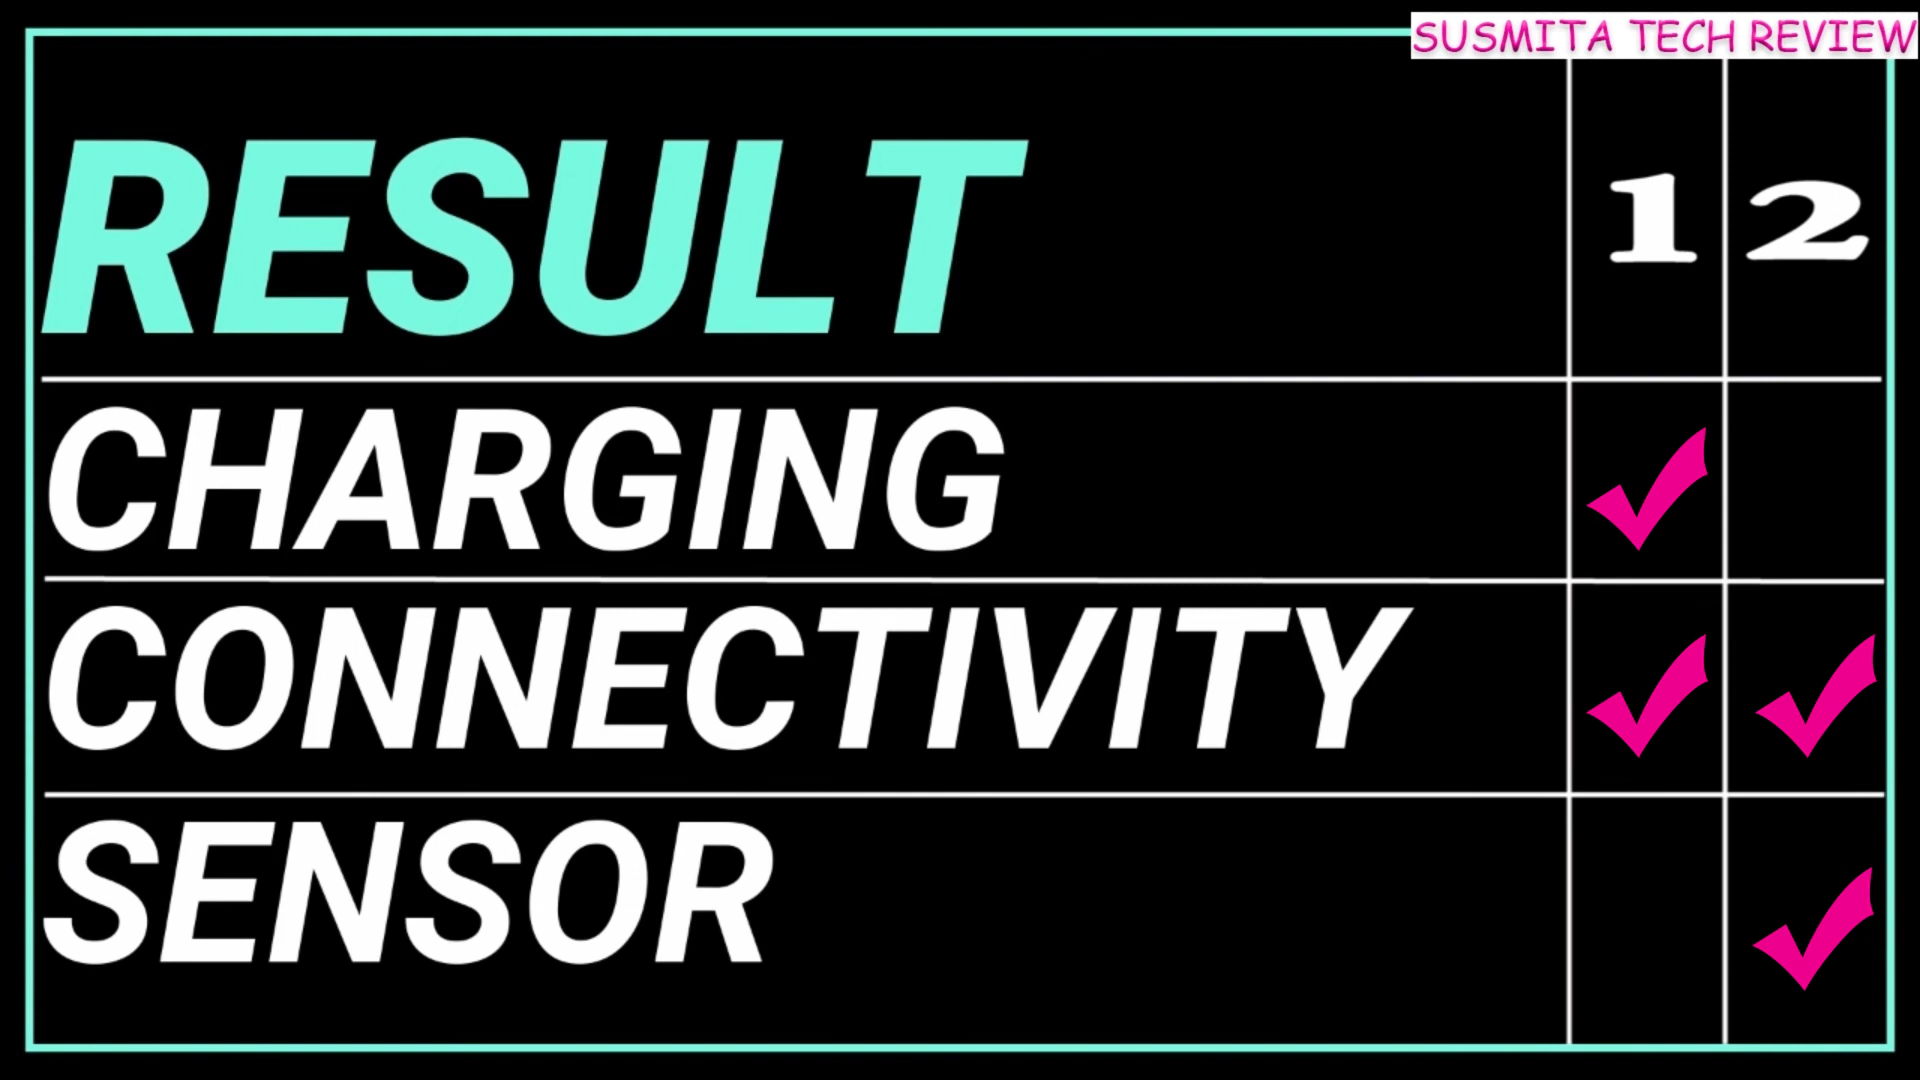 SUSMITA TECH REVIEW
RESULT 1 2
CHARGING ✓
CONNECTIVITY ✓ ✓
SENSOR ✓